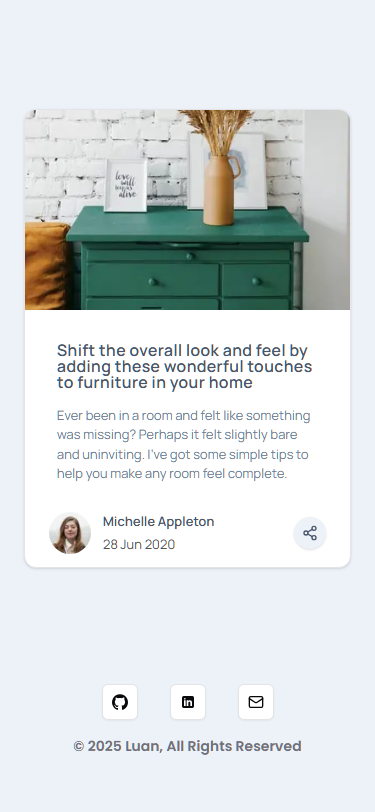 love
will
keep us
alive
Shift the overall look and feel by
adding these wonderful touches
to furniture in your home
Ever been in a room and felt like something
was missing? Perhaps it felt slightly bare
and uninviting. I've got some simple tips to
help you make any room feel complete.
Michelle Appleton
28 Jun 2020
© 2025 Luan, All Rights Reserved